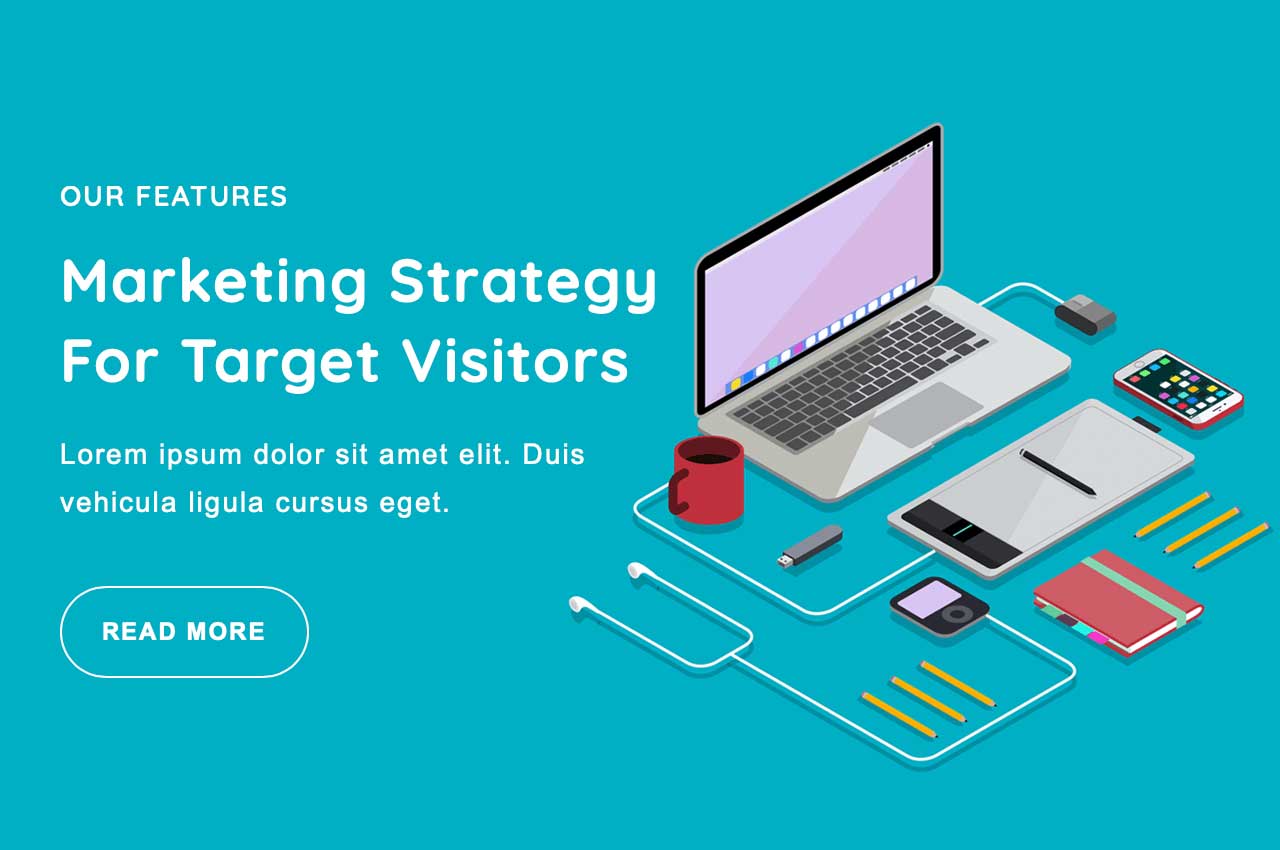 OUR FEATURES
Marketing Strategy
For Target Visitors
Lorem ipsum dolor sit amet elit. Duis
vehicula ligula cursus eget.
READ MORE